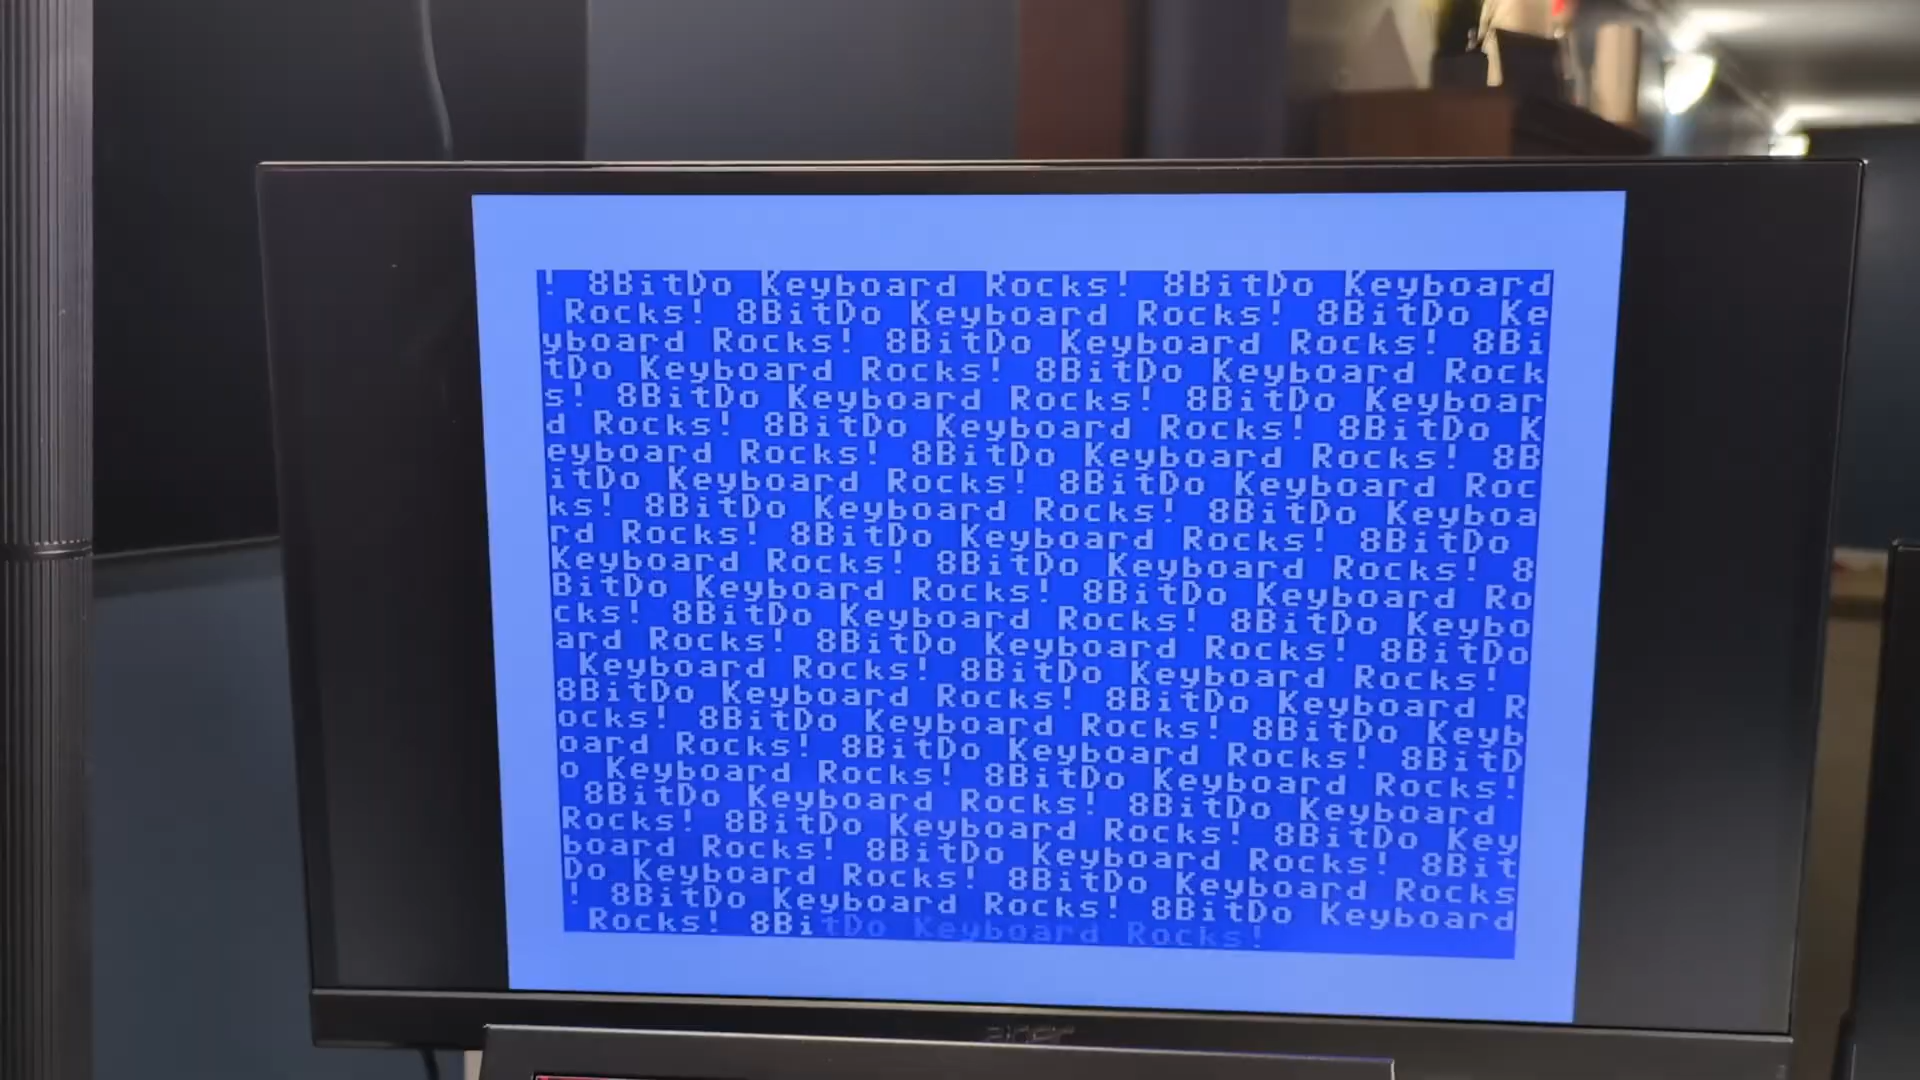 ! 8BitDo Keyboard Rocks! 8BitDo Keyboard
Rocks! 8BitDo Keyboard Rocks! 8BitDo Ke
yboard Rocks! 8BitDo Keyboard Rocks! 8Bi
tDo Keyboard Rocks! 8BitDo Keyboard Rock
s! 8BitDo Keyboard Rocks! 8BitDo Keyboar
d Rocks! 8BitDo Keyboard Rocks! 8BitDo K
eyboard Rocks! 8BitDo Keyboard Rocks! 8B
itDo Keyboard Rocks! 8BitDo Keyboard Roc
ks! 8BitDo Keyboard Rocks! 8BitDo Keyboa
rd Rocks! 8BitDo Keyboard Rocks! 8BitDo
Keyboard Rocks! 8BitDo Keyboard Rocks! 8
BitDo Keyboard Rocks! 8BitDo Keyboard Ro
cks! 8BitDo Keyboard Rocks! 8BitDo Keybo
ard Rocks! 8BitDo Keyboard Rocks! 8BitDo
Keyboard Rocks! 8BitDo Keyboard Rocks!
8BitDo Keyboard Rocks! 8BitDo Keyboard R
ocks! 8BitDo Keyboard Rocks! 8BitDo Keyb
oard Rocks! 8BitDo Keyboard Rocks! 8BitD
o Keyboard Rocks! 8BitDo Keyboard Rocks!
8BitDo Keyboard Rocks! 8BitDo Keyboard
Rocks! 8BitDo Keyboard Rocks! 8BitDo Key
board Rocks! 8BitDo Keyboard Rocks! 8Bit
Do Keyboard Rocks! 8BitDo Keyboard Rocks
! 8BitDo Keyboard Rocks! 8BitDo Keyboard
Rocks! 8BitDo Keyboard Rocks!
acer